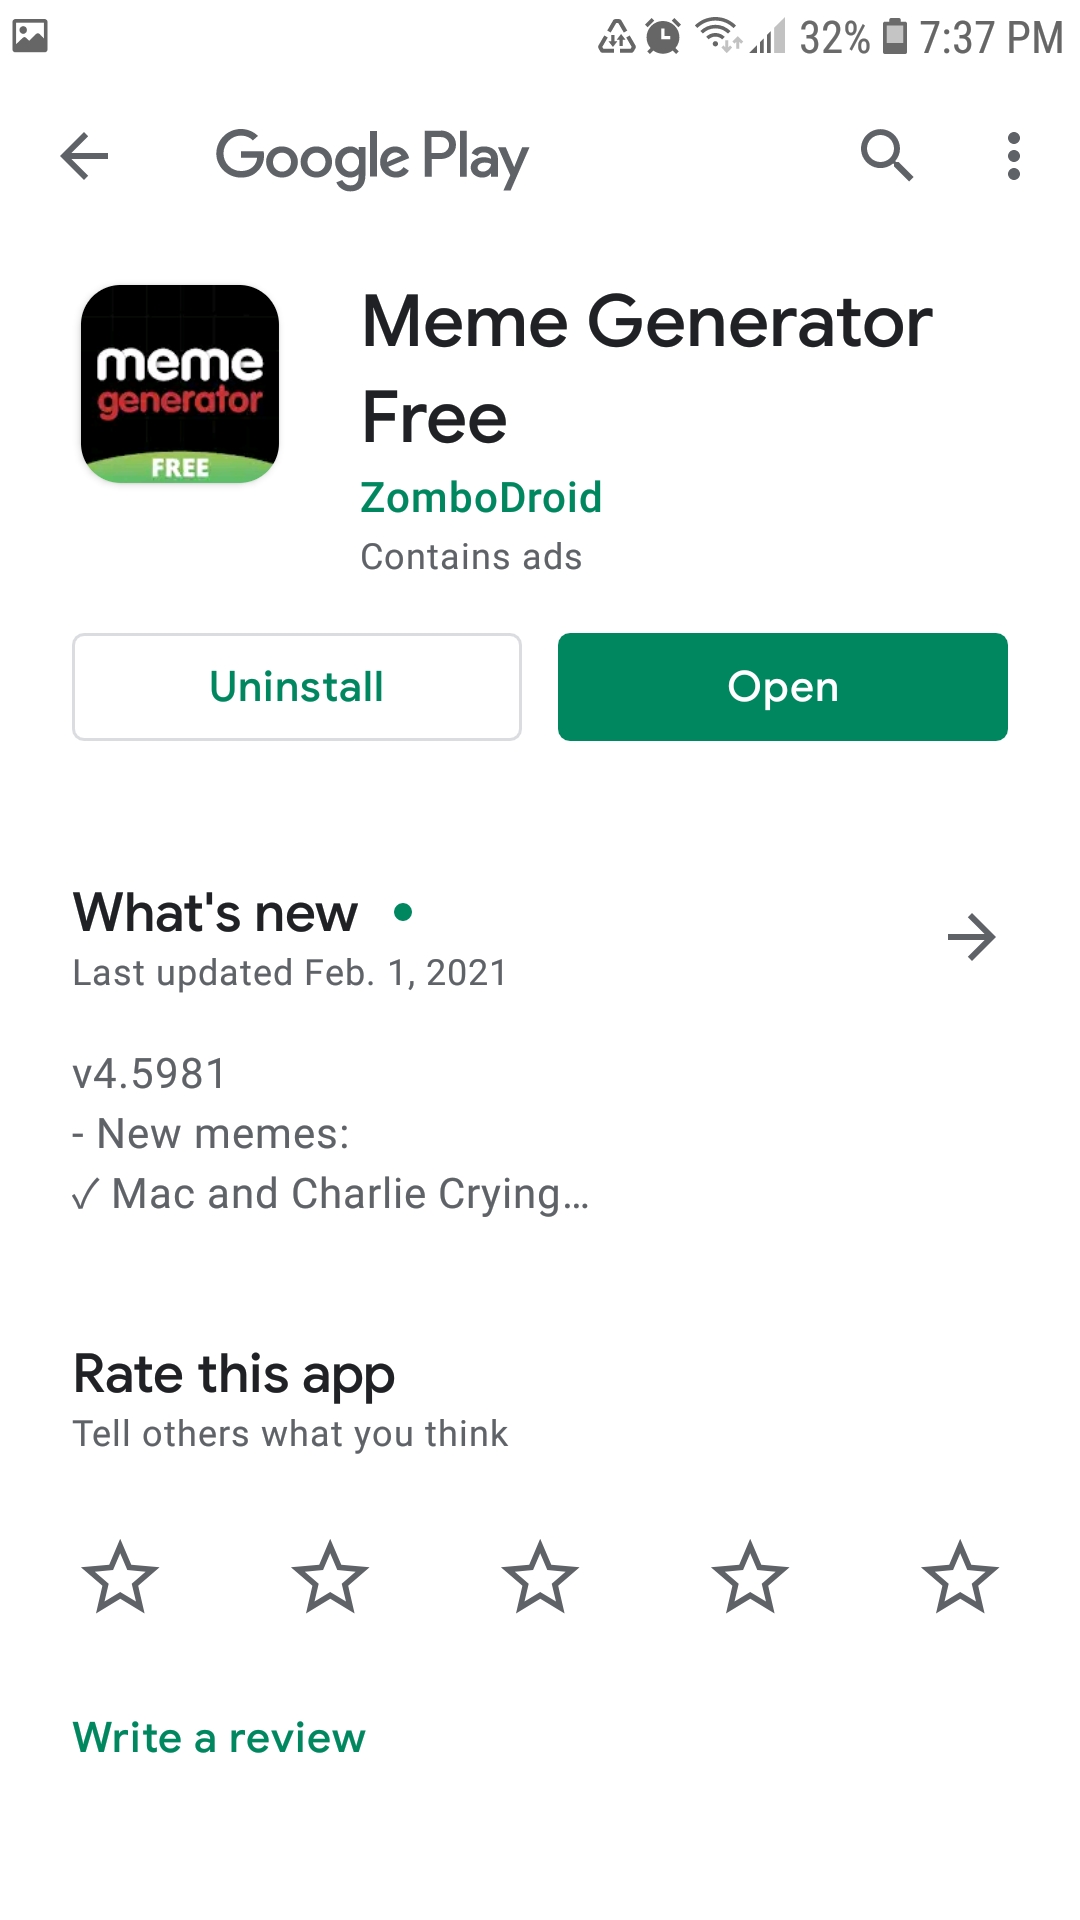 32% 7:37 PM
Google Play
meme
generator
FREE
Meme Generator
Free
ZomboDroid
Contains ads
Uninstall
Open
What's new
Last updated Feb. 1, 2021
v4.5981
- New memes:
✓ Mac and Charlie Crying…
Rate this app
Tell others what you think
Write a review